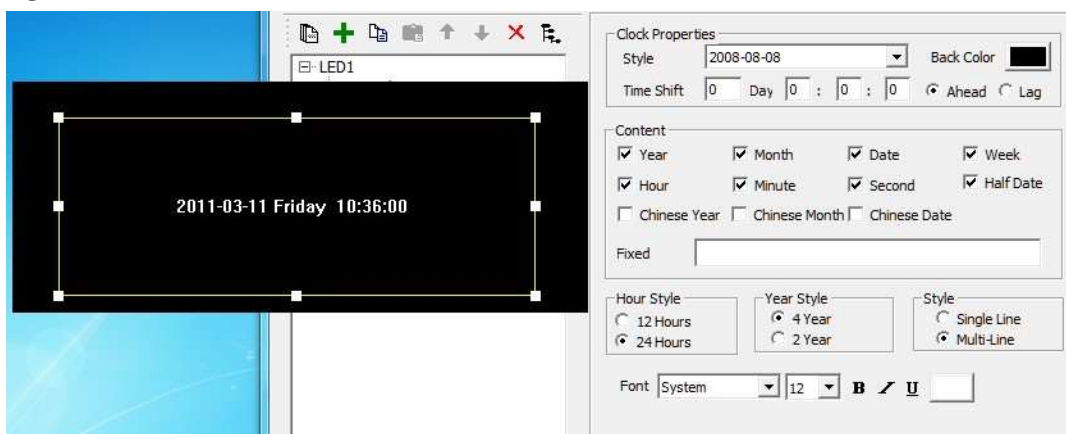 LED1
2011-03-11 Friday 10:36:00
Clock Properties
Style 2008-08-08 Back Color
Time Shift 0 Day 0 : 0 : 0 Ahead Lag
Content
Year Month Date Week
Hour Minute Second Half Date
Chinese Year Chinese Month Chinese Date
Fixed
Hour Style Year Style Style
12 Hours 4 Year Single Line
24 Hours 2 Year Multi-Line
Font System 12 B I U